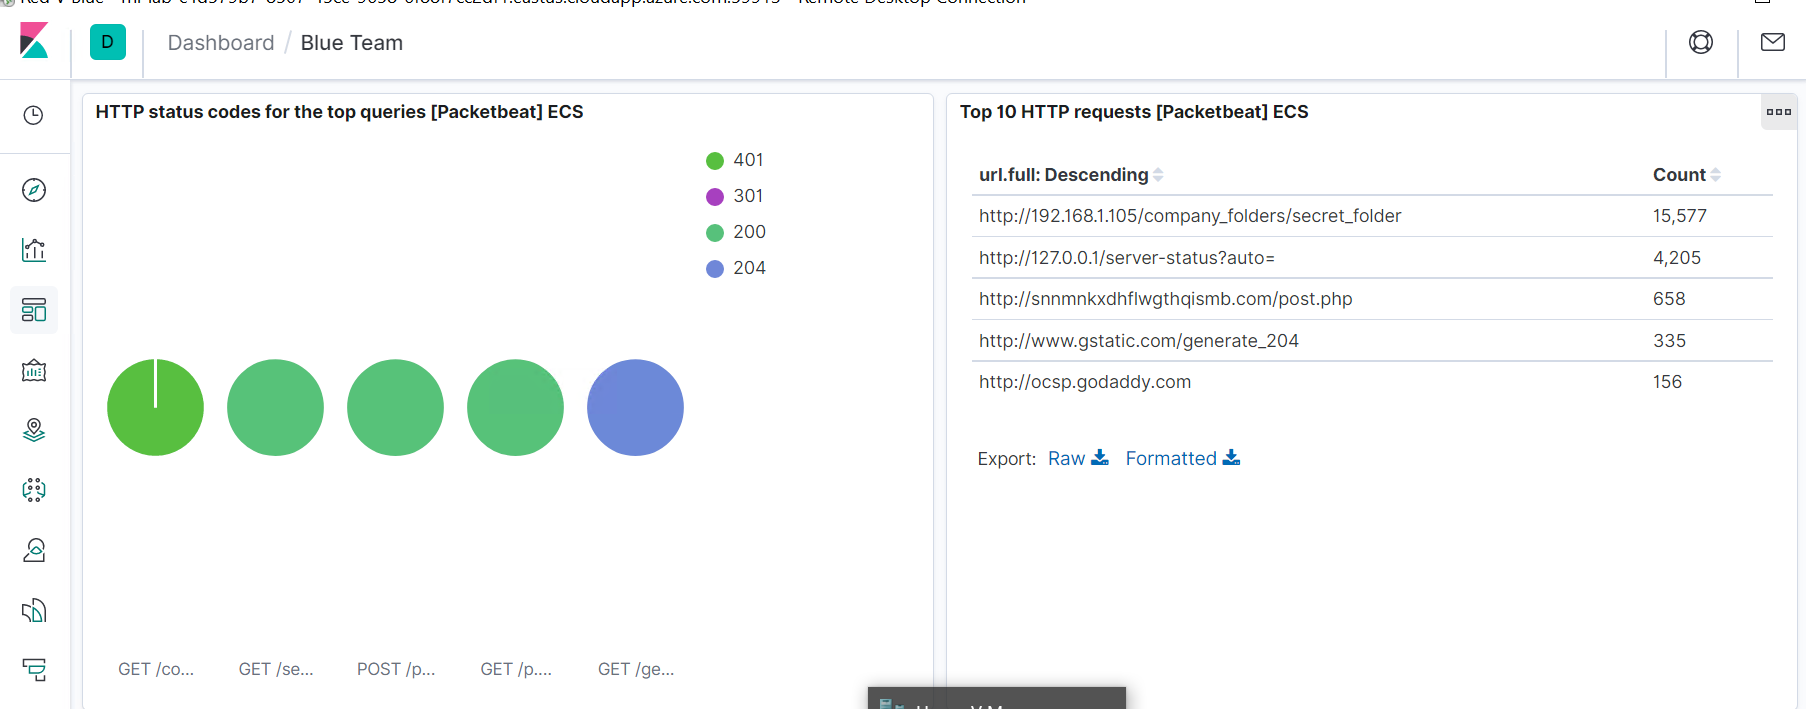 Remote Desktop Connection
D
Dashboard / Blue Team
HTTP status codes for the top queries [Packetbeat] ECS
401
301
200
204
GET /co...
GET /se...
POST /p...
GET /p....
GET /ge...
Top 10 HTTP requests [Packetbeat] ECS
url.full: Descending Count
http://192.168.1.105/company_folders/secret_folder 15,577
http://127.0.0.1/server-status?auto= 4,205
http://snnmnkxdhflwgthqismb.com/post.php 658
http://www.gstatic.com/generate_204 335
http://ocsp.godaddy.com 156
Export: Raw Formatted